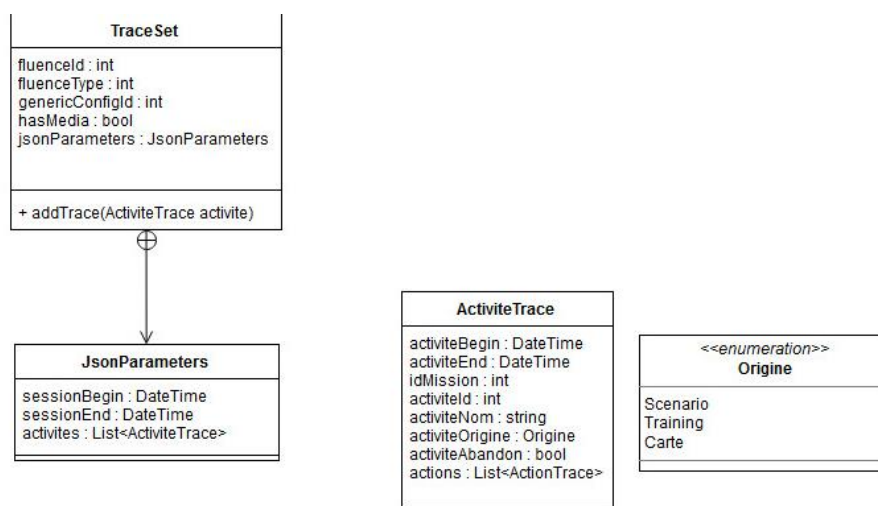 TraceSet
fluenceId : int
fluenceType : int
genericConfigId : int
hasMedia : bool
jsonParameters : JsonParameters
+ addTrace(ActiviteTrace activite)
JsonParameters
sessionBegin : DateTime
sessionEnd : DateTime
activites : List<ActiviteTrace>
ActiviteTrace
activiteBegin : DateTime
activiteEnd : DateTime
idMission : int
activiteId : int
activiteNom : string
activiteOrigine : Origine
activiteAbandon : bool
actions : List<ActionTrace>
<<enumeration>>
Origine
Scenario
Training
Carte